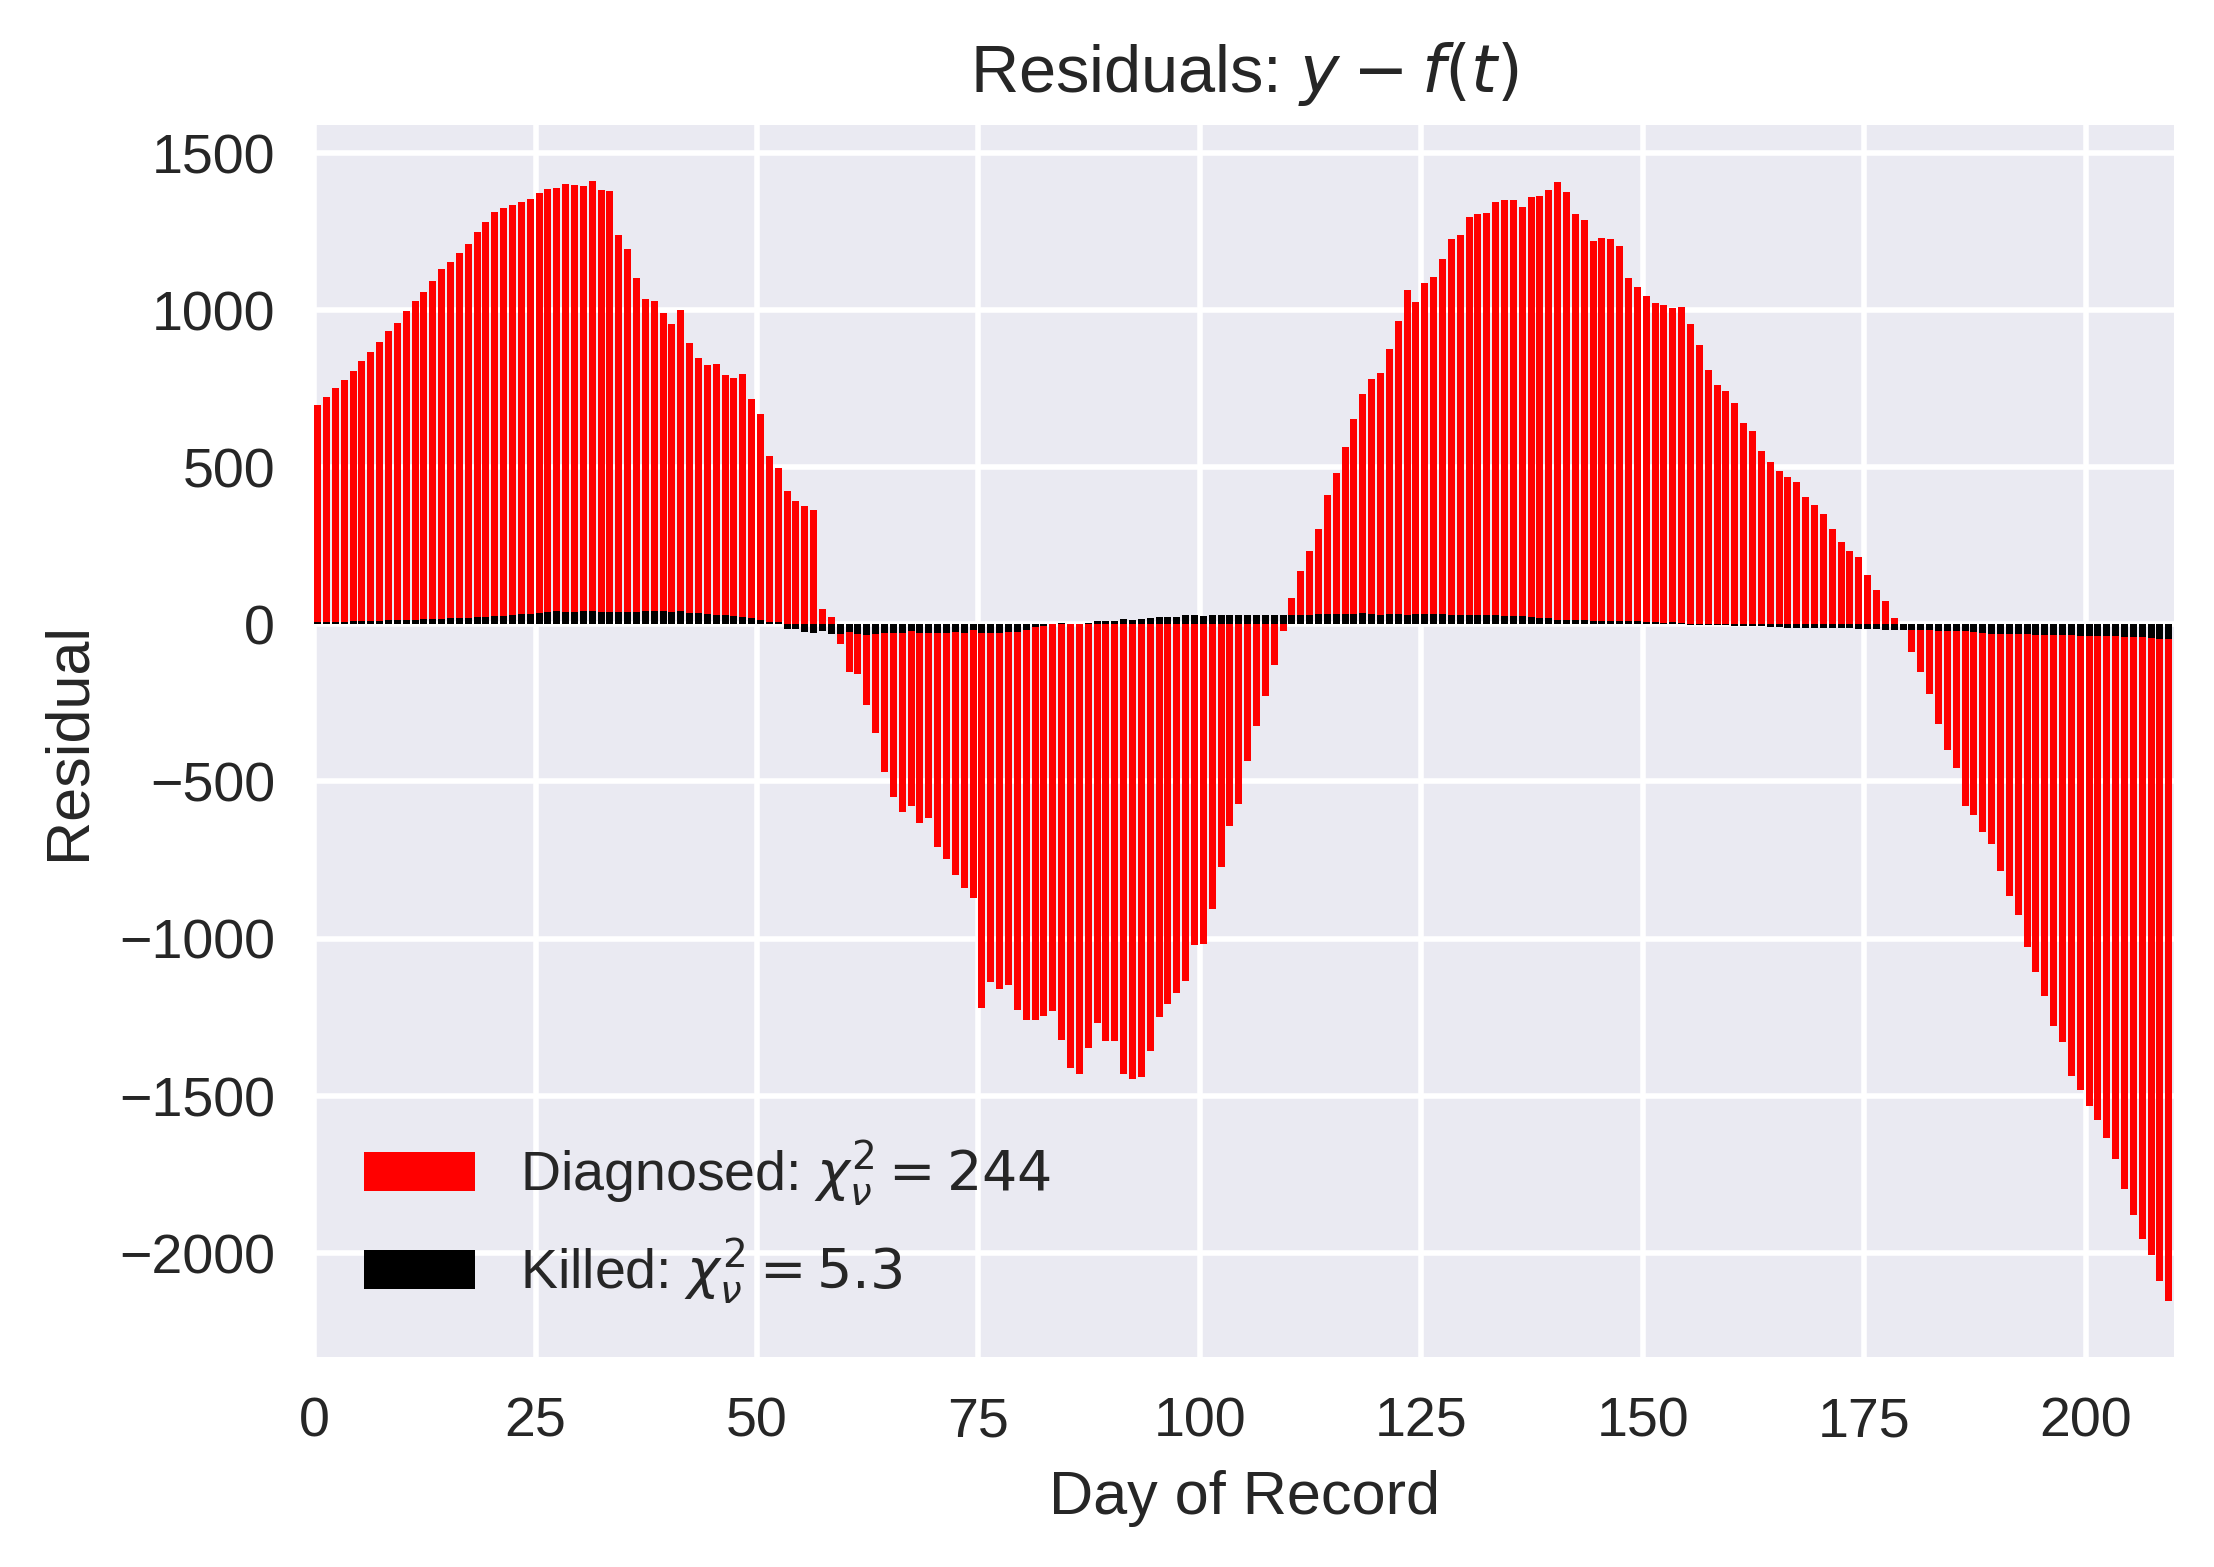 Residuals: y − f(t)
1500
1000
500
0
−500
−1000
−1500
−2000
Residual
Diagnosed: χ²ᵥ = 244
Killed: χ²ᵥ = 5.3
0 25 50 75 100 125 150 175 200
Day of Record